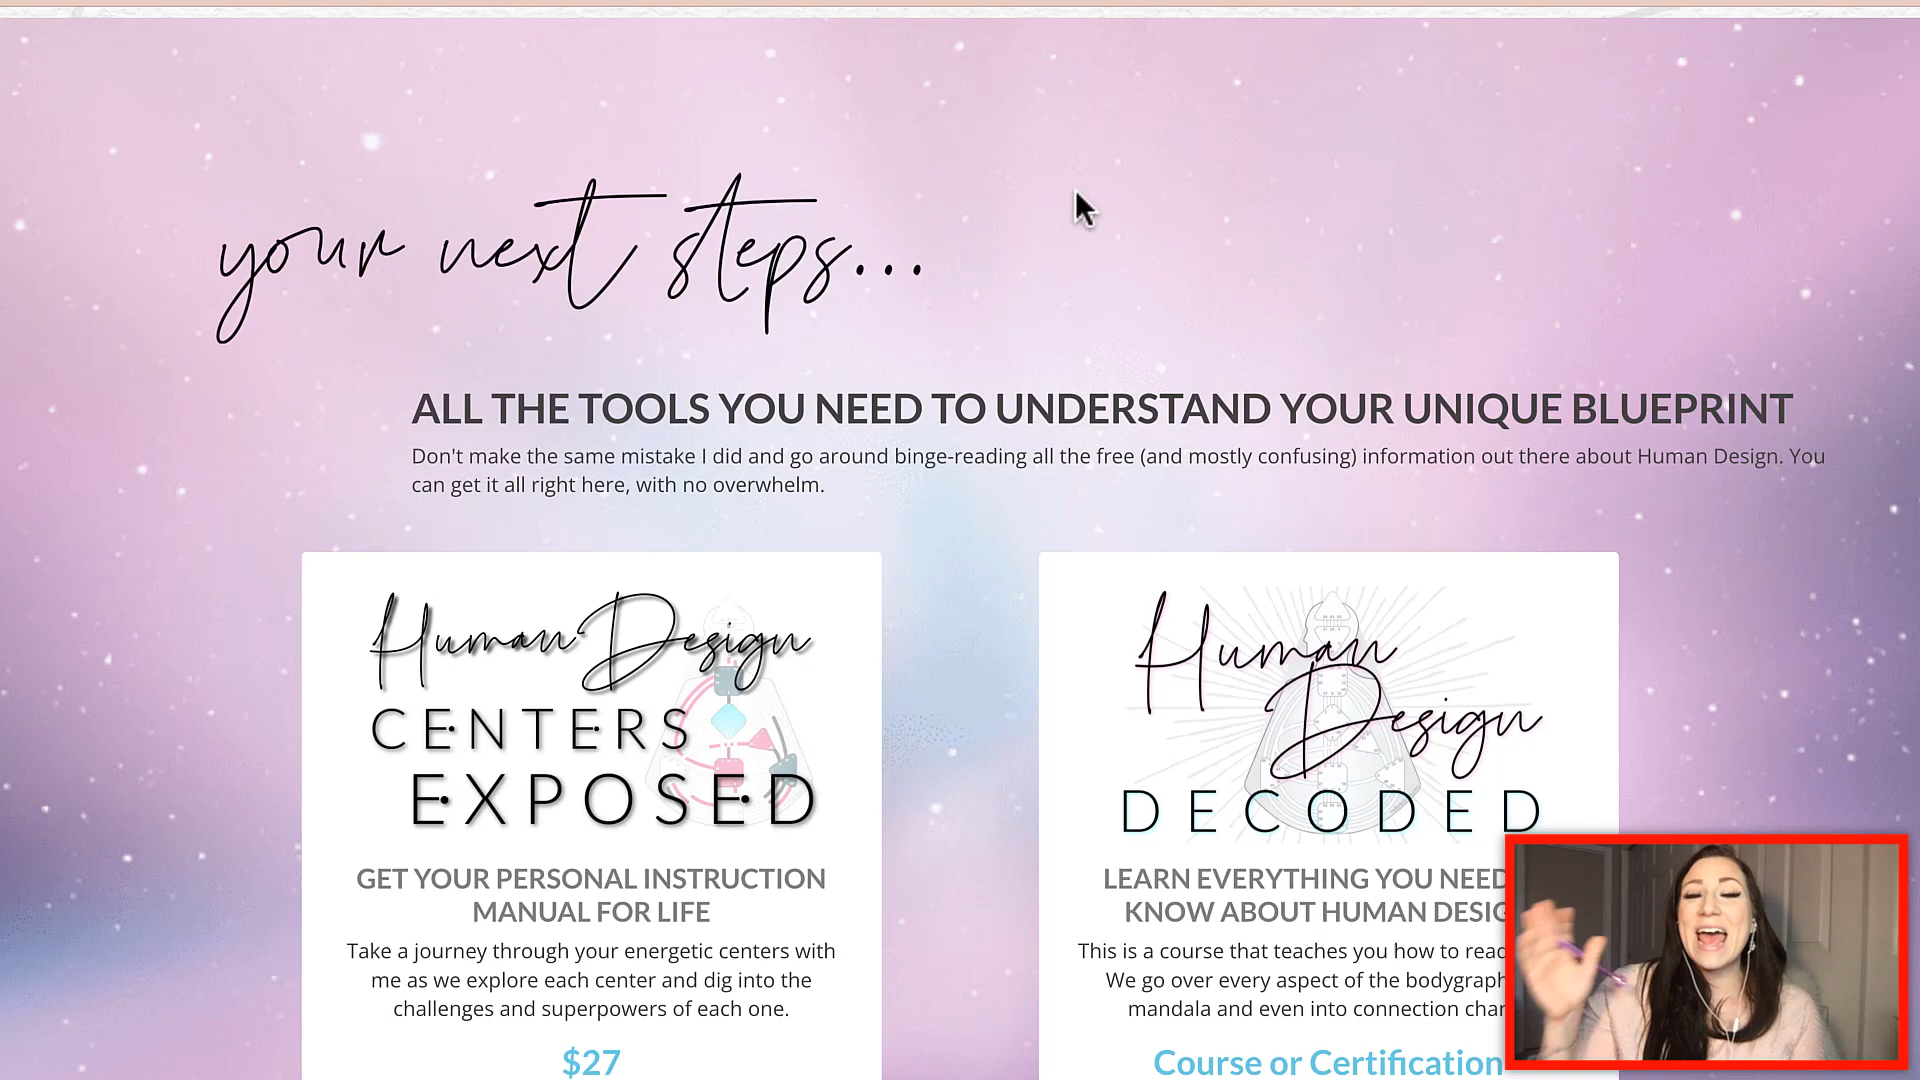 your next steps...
ALL THE TOOLS YOU NEED TO UNDERSTAND YOUR UNIQUE BLUEPRINT
Don't make the same mistake I did and go around binge-reading all the free (and mostly confusing) information out there about Human Design. You
can get it all right here, with no overwhelm.
Human Design
CENTERS
EXPOSED
GET YOUR PERSONAL INSTRUCTION
MANUAL FOR LIFE
Take a journey through your energetic centers with
me as we explore each center and dig into the
challenges and superpowers of each one.
$27
Human
Design
DECODED
LEARN EVERYTHING YOU NEED
KNOW ABOUT HUMAN
This is a course that teaches you how to read
We go over every aspect of the bodygraph
mandala and even into connection
Course or Certification